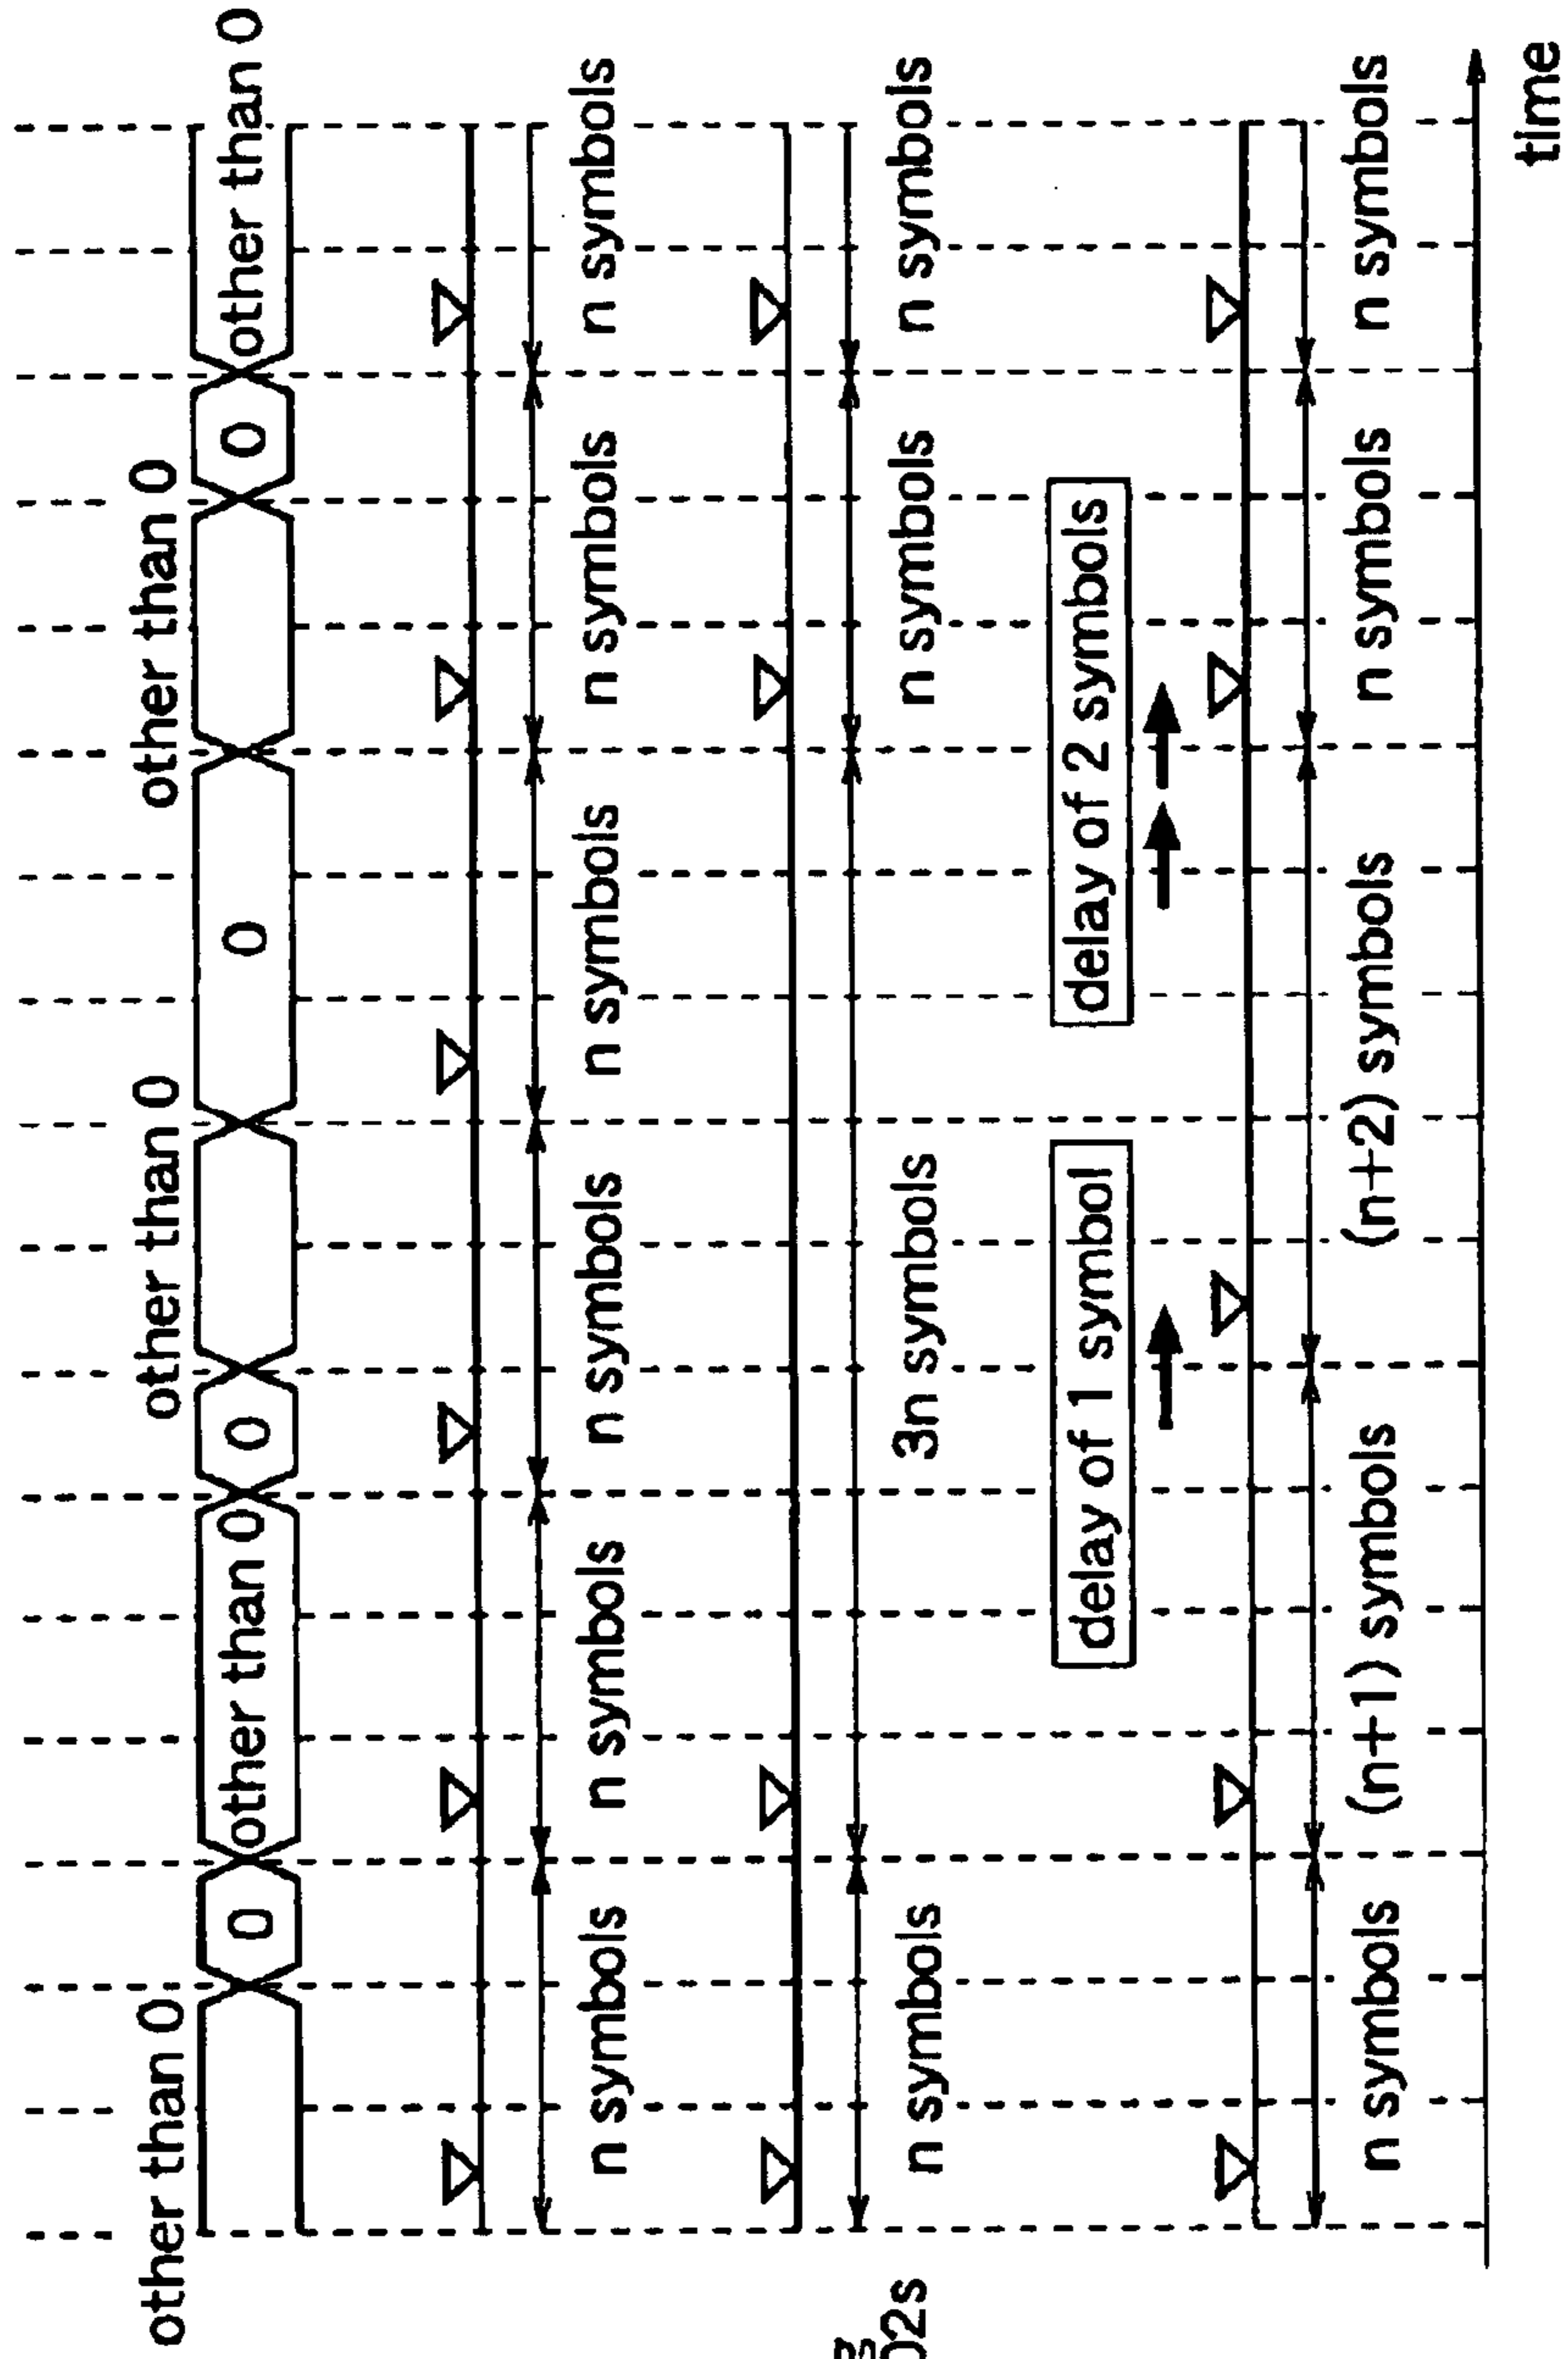 other than 0 other than 0 other than 0
0 other than 0 0 0 0 other than 0
n symbols n symbols n symbols n symbols n symbols n symbols
n symbols 3n symbols n symbols n symbols
02s
delay of 1 symbol delay of 2 symbols
n symbols (n+1) symbols (n+2) symbols n symbols n symbols
time